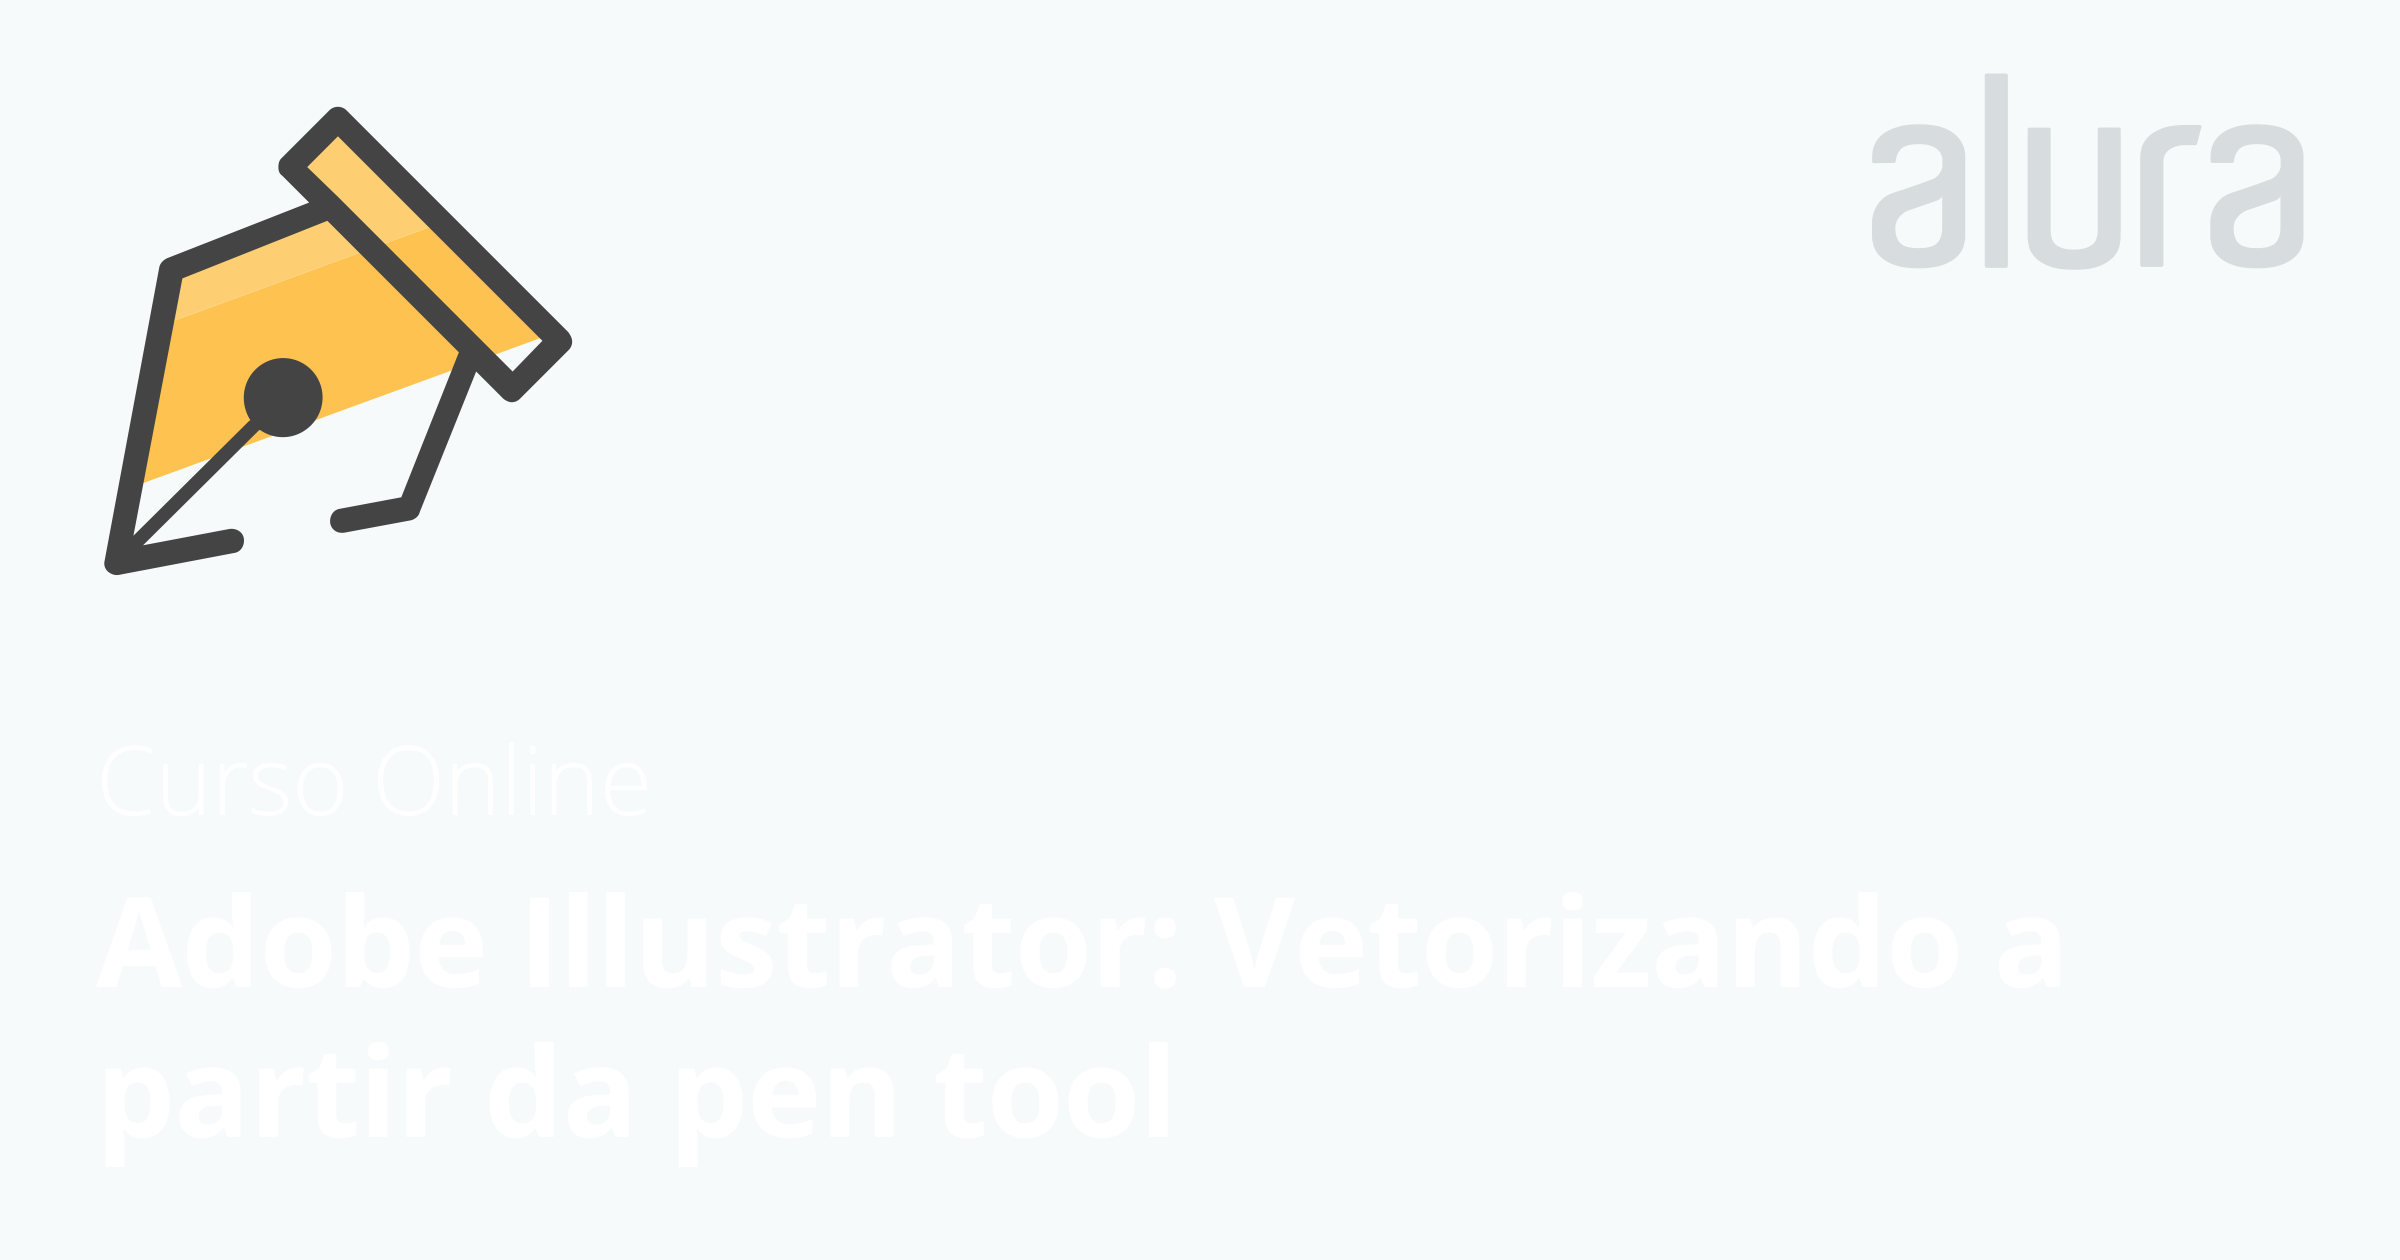 alura
Curso Online
Adobe Illustrator: Vetorizando a
partir da pen tool